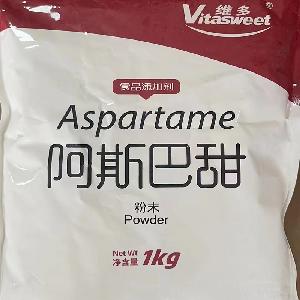 维多
Vitasweet
食品添加剂
Aspartame
阿斯巴甜
粉末
Powder
Net Wt
净含量 1kg